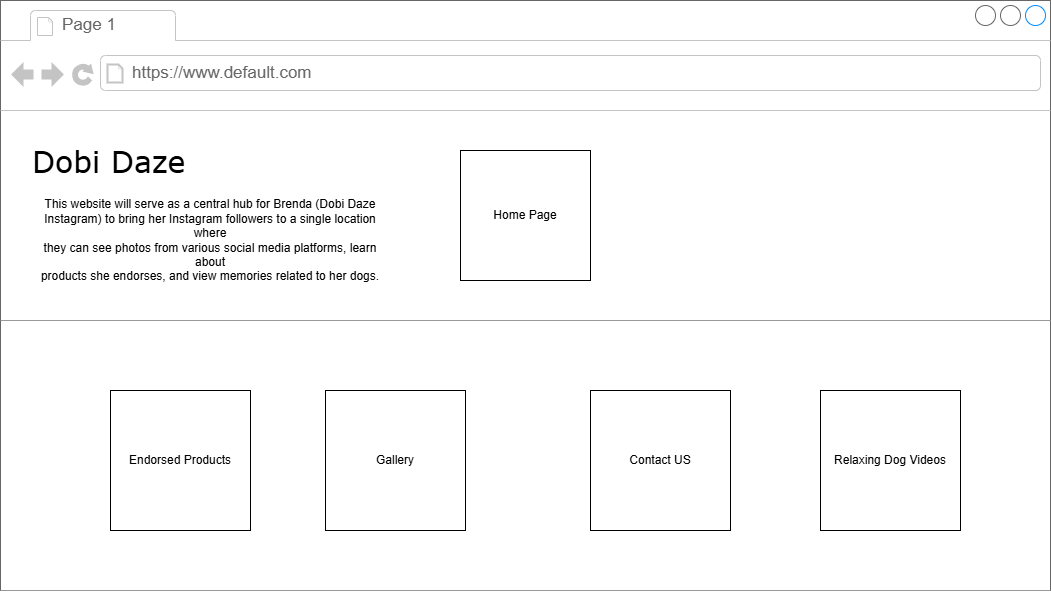 Page 1
https://www.default.com
Dobi Daze
This website will serve as a central hub for Brenda (Dobi Daze
Instagram) to bring her Instagram followers to a single location
where
they can see photos from various social media platforms, learn
about
products she endorses, and view memories related to her dogs.
Home Page
Endorsed Products
Gallery
Contact US
Relaxing Dog Videos